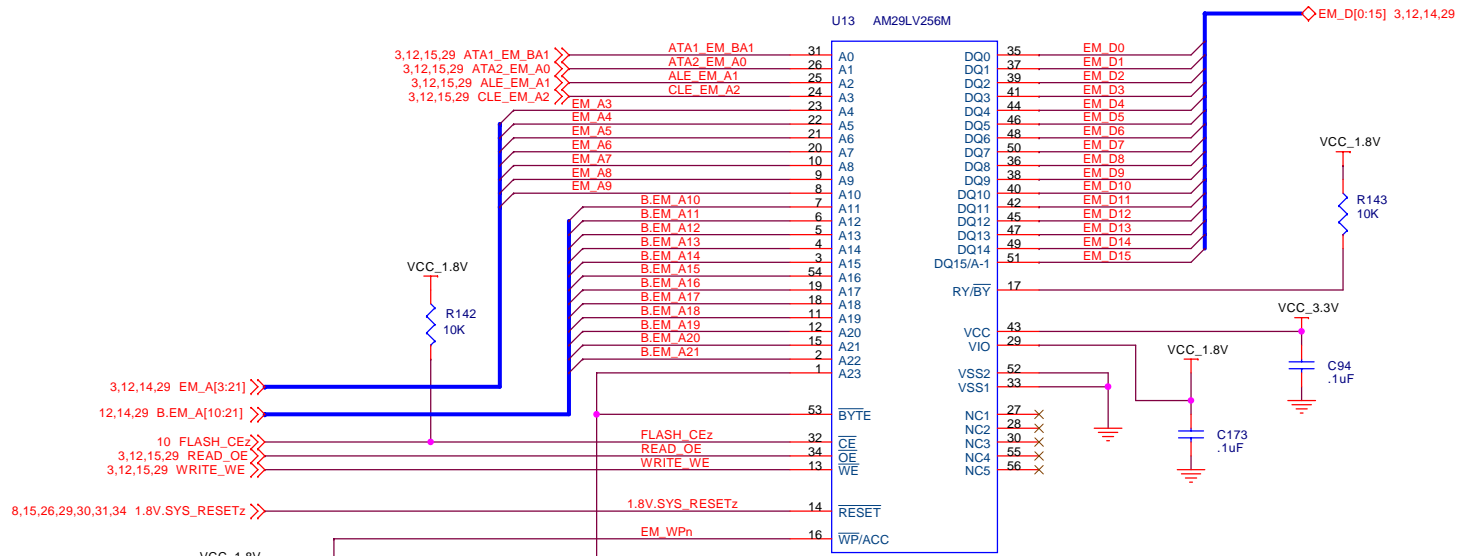 U13 AM29LV256M
EM_D[0:15] 3,12,14,29
3,12,15,29 ATA1_EM_BA1 ATA1_EM_BA1 31 A0 DQ0 35 EM_D0
3,12,15,29 ATA2_EM_A0 ATA2_EM_A0 26 A1 DQ1 37 EM_D1
3,12,15,29 ALE_EM_A1 ALE_EM_A1 25 A2 DQ2 39 EM_D2
3,12,15,29 CLE_EM_A2 CLE_EM_A2 24 A3 DQ3 41 EM_D3
EM_A3 23 A4 DQ4 44 EM_D4
EM_A4 22 A5 DQ5 46 EM_D5
EM_A5 21 A6 DQ6 48 EM_D6
EM_A6 20 A7 DQ7 50 EM_D7
EM_A7 10 A8 DQ8 36 EM_D8
EM_A8 9 A9 DQ9 38 EM_D9
EM_A9 8 A10 DQ10 40 EM_D10
B.EM_A10 7 A11 DQ11 42 EM_D11
B.EM_A11 6 A12 DQ12 45 EM_D12
B.EM_A12 5 A13 DQ13 47 EM_D13
B.EM_A13 4 A14 DQ14 49 EM_D14
B.EM_A14 3 A15 DQ15/A-1 51 EM_D15
B.EM_A15 54 A16
B.EM_A16 19 A17 RY/BY 17
B.EM_A17 18 A18
B.EM_A18 11 A19
B.EM_A19 12 A20 VCC 43
B.EM_A20 15 A21 VIO 29
B.EM_A21 2 A22
1 A23 VSS2 52
VSS1 33
VCC_1.8V
R143
10K
VCC_1.8V
R142
10K
VCC_3.3V
C94
.1uF
VCC_1.8V
C173
.1uF
3,12,14,29 EM_A[3:21]
12,14,29 B.EM_A[10:21]
53 BYTE NC1 27
NC2 28
10 FLASH_CEz FLASH_CEz 32 CE NC3 30
3,12,15,29 READ_OE READ_OE 34 OE NC4 55
3,12,15,29 WRITE_WE WRITE_WE 13 WE NC5 56
8,15,26,29,30,31,34 1.8V.SYS_RESETz 1.8V.SYS_RESETz 14 RESET
EM_WPn 16 WP/ACC
VCC_1.8V